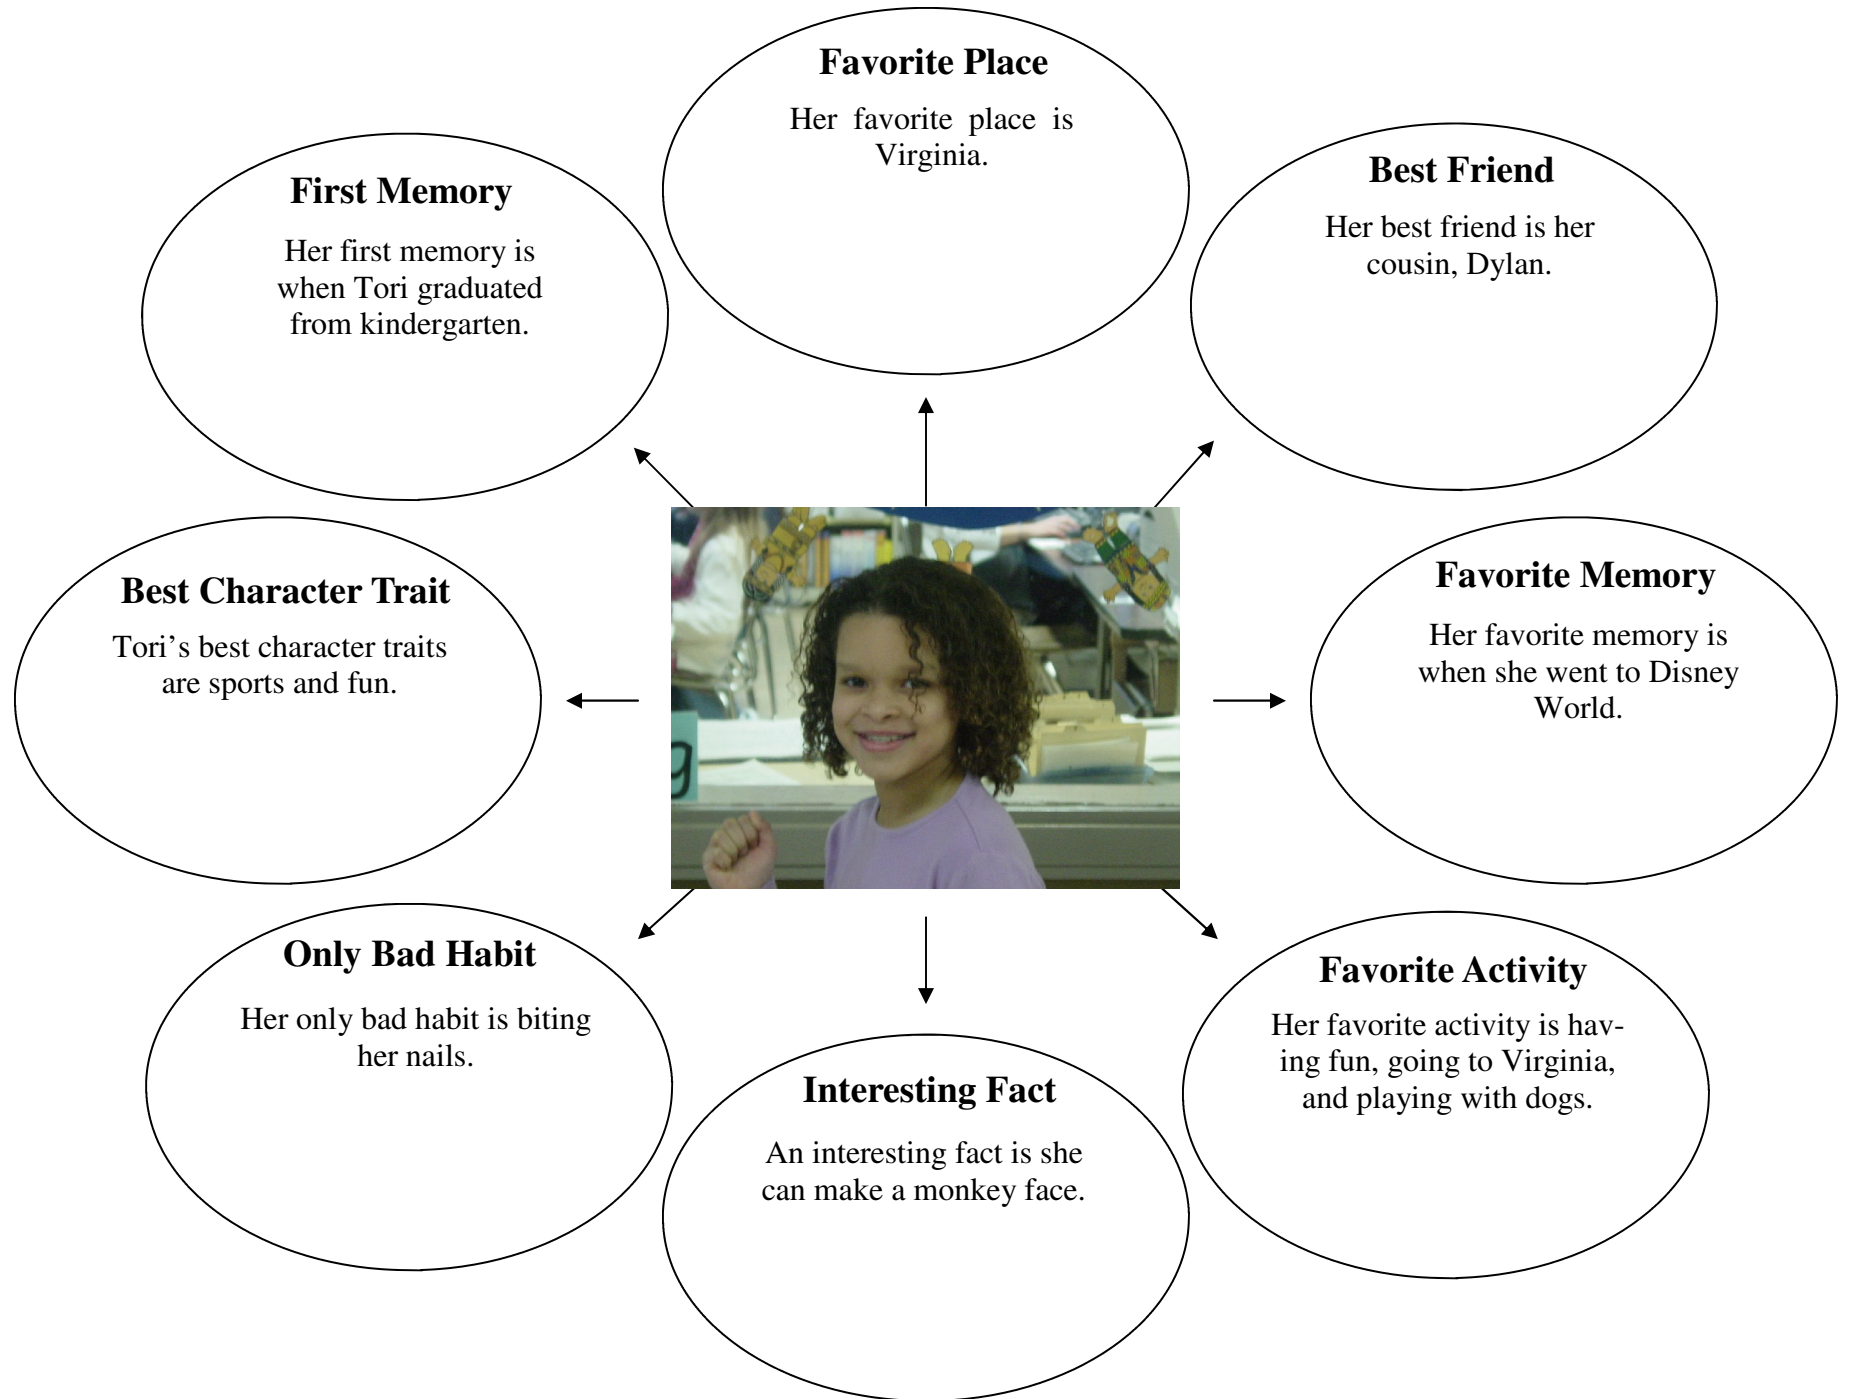 Favorite Place
Her favorite place is
Virginia.
First Memory
Her first memory is
when Tori graduated
from kindergarten.
Best Friend
Her best friend is her
cousin, Dylan.
Best Character Trait
Tori’s best character traits
are sports and fun.
Favorite Memory
Her favorite memory is
when she went to Disney
World.
g
Only Bad Habit
Her only bad habit is biting
her nails.
Interesting Fact
An interesting fact is she
can make a monkey face.
Favorite Activity
Her favorite activity is hav-
ing fun, going to Virginia,
and playing with dogs.